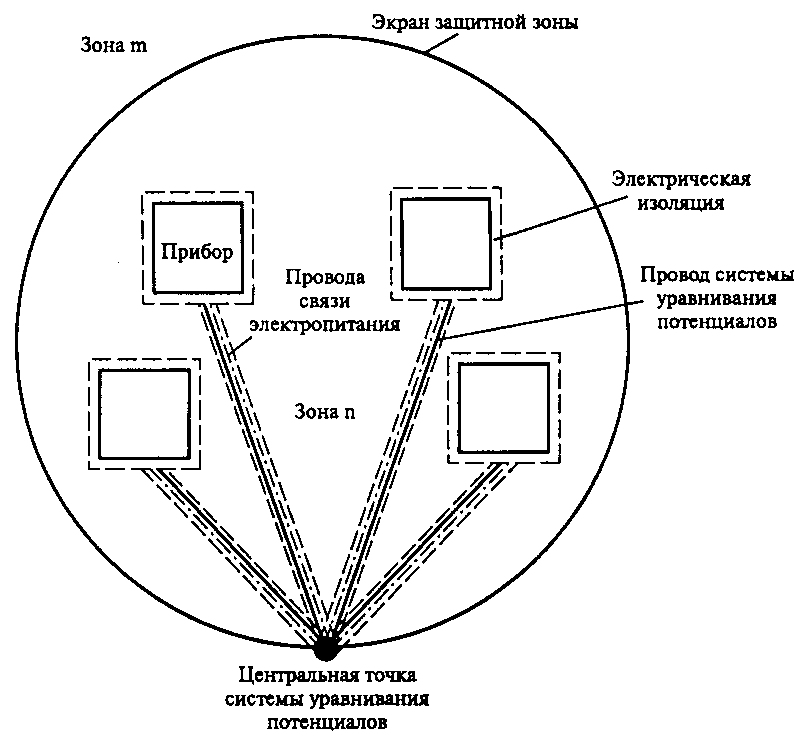 Экран защитной зоны
Зона m
Электрическая
изоляция
Прибор
Провода
связи
электропитания
Провод системы
уравнивания
потенциалов
Зона n
Центральная точка
системы уравнивания
потенциалов